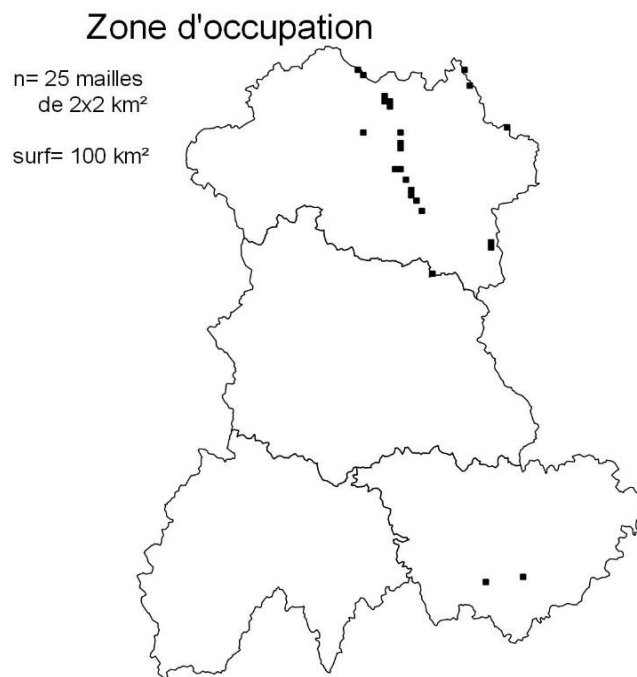 Zone d'occupation
n= 25 mailles
de 2x2 km²
surf= 100 km²